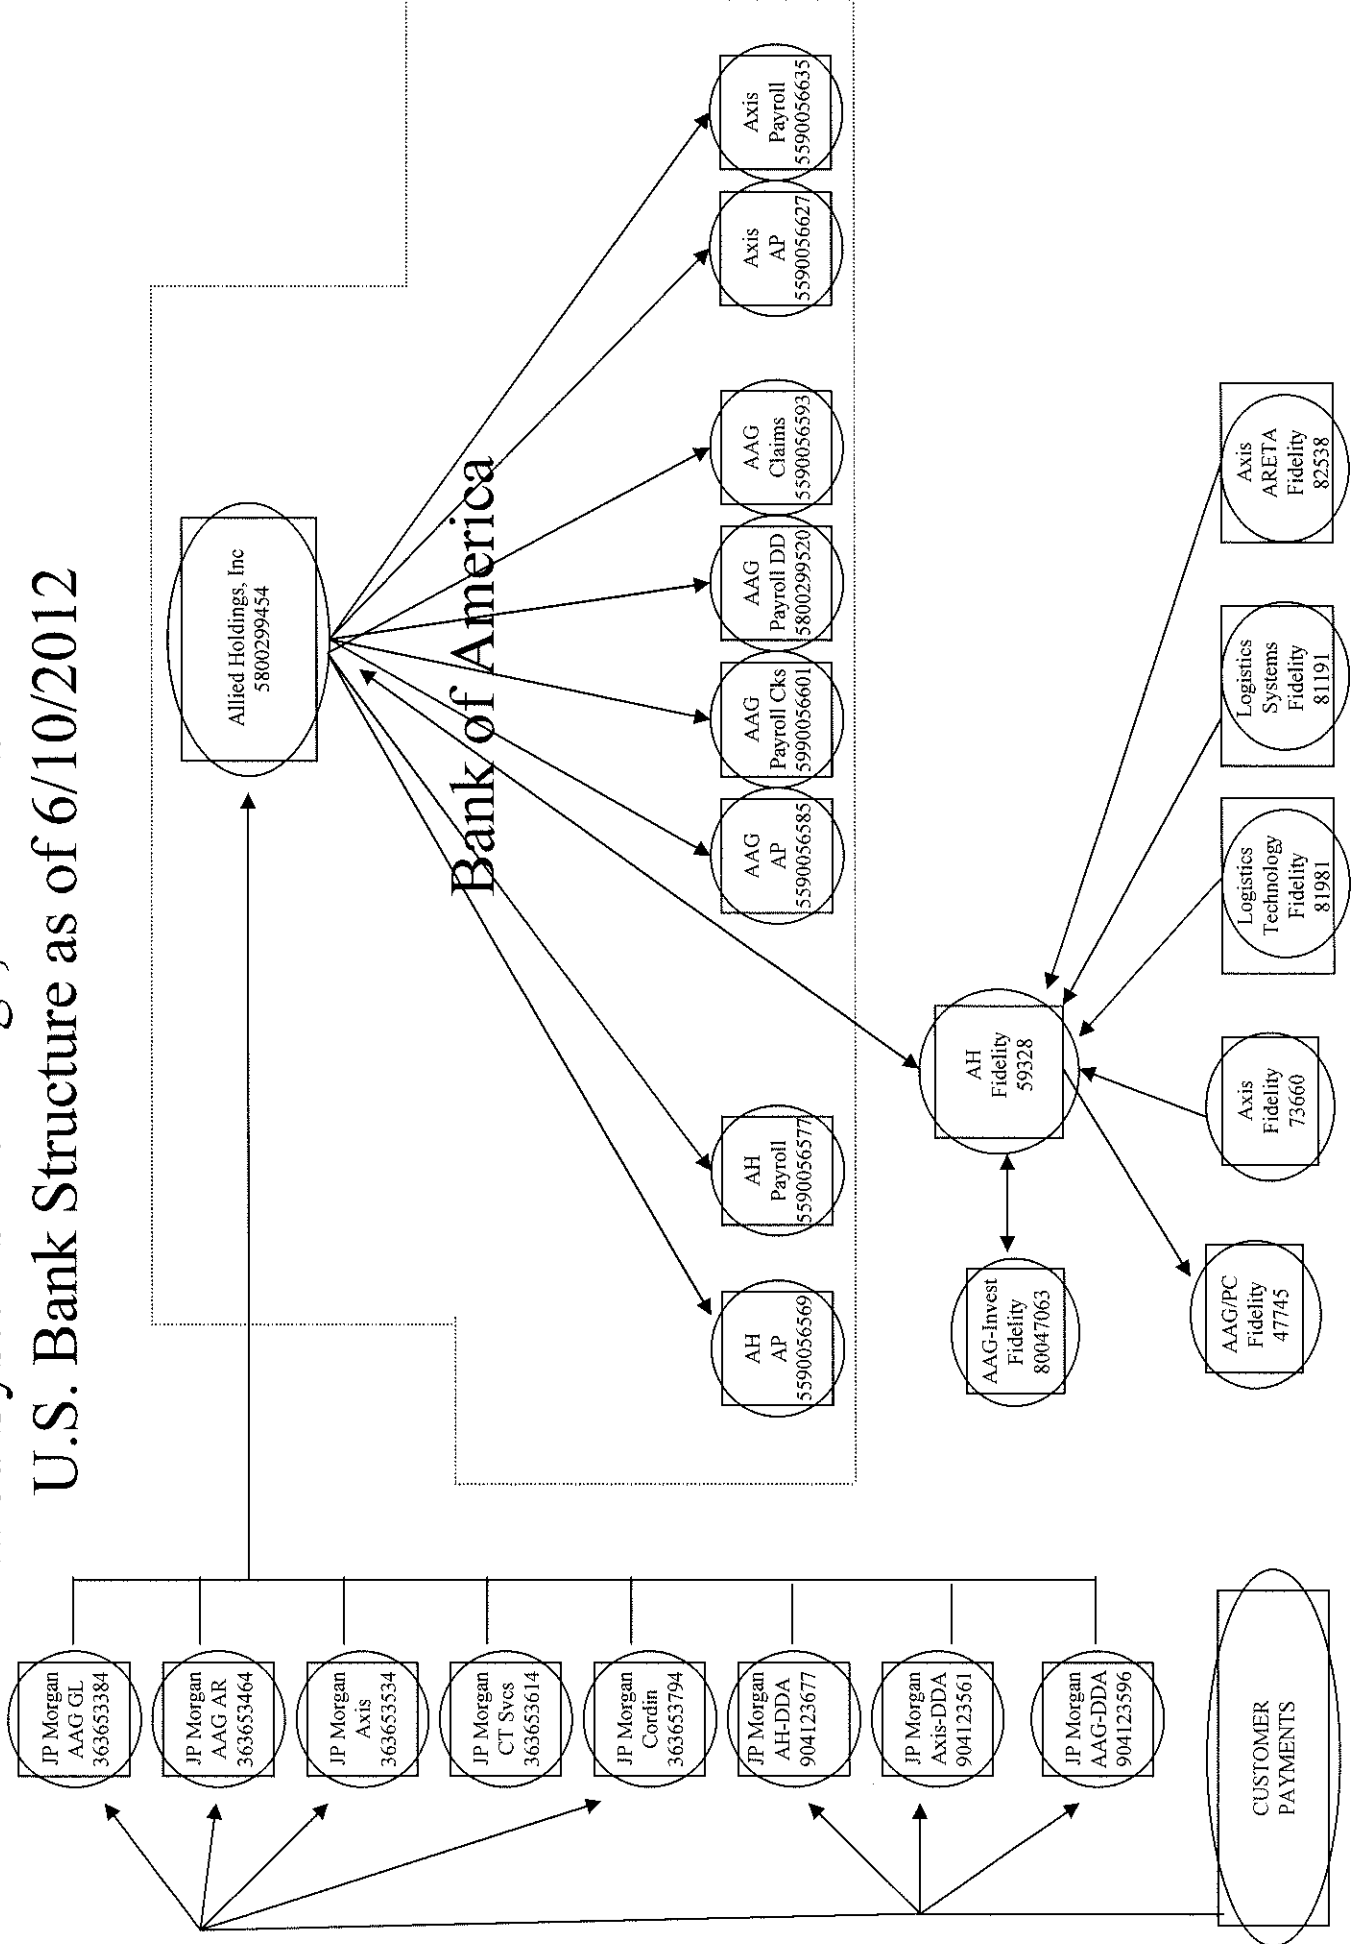 U.S. Bank Structure as of 6/10/2012
JP Morgan
AAG GL
363653384
JP Morgan
AAG AR
363653464
JP Morgan
Axis
363653534
JP Morgan
CT Svcs
363653614
JP Morgan
Cordin
363653794
JP Morgan
AH-DDA
904123677
JP Morgan
Axis-DDA
904123561
JP Morgan
AAG-DDA
904123596
CUSTOMER
PAYMENTS
Allied Holdings, Inc
5800299454
Bank of America
AH
AP
5590056569
AH
Payroll
5590056577
AAG
AP
5590056585
AAG
Payroll Cks
5990056601
AAG
Payroll DD
5800299520
AAG
Claims
5590056593
Axis
AP
5590056627
Axis
Payroll
5590056635
AAG-Invest
Fidelity
80047063
AH
Fidelity
59328
AAG/PC
Fidelity
47745
Axis
Fidelity
73660
Logistics
Technology
Fidelity
81981
Logistics
Systems
Fidelity
81191
Axis
ARETA
Fidelity
82538